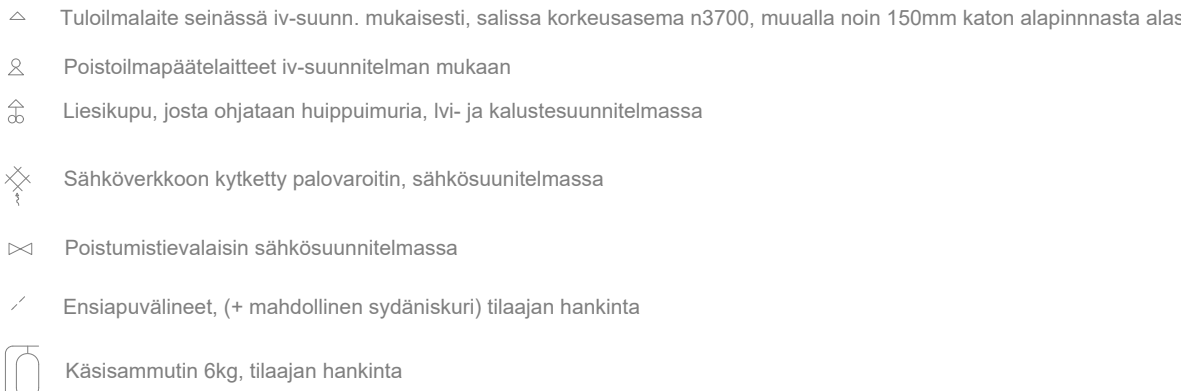 Tuloilmalaite seinässä iv-suunn. mukaisesti, salissa korkeusasema n3700, muualla noin 150mm katon alapinnnasta alas
Poistoilmapäätelaitteet iv-suunnitelman mukaan
Liesikupu, josta ohjataan huippuimuria, lvi- ja kalustesuunnitelmassa
Sähköverkkoon kytketty palovaroitin, sähkösuunitelmassa
Poistumistievalaisin sähkösuunnitelmassa
Ensiapuvälineet, (+ mahdollinen sydäniskuri) tilaajan hankinta
Käsisammutin 6kg, tilaajan hankinta